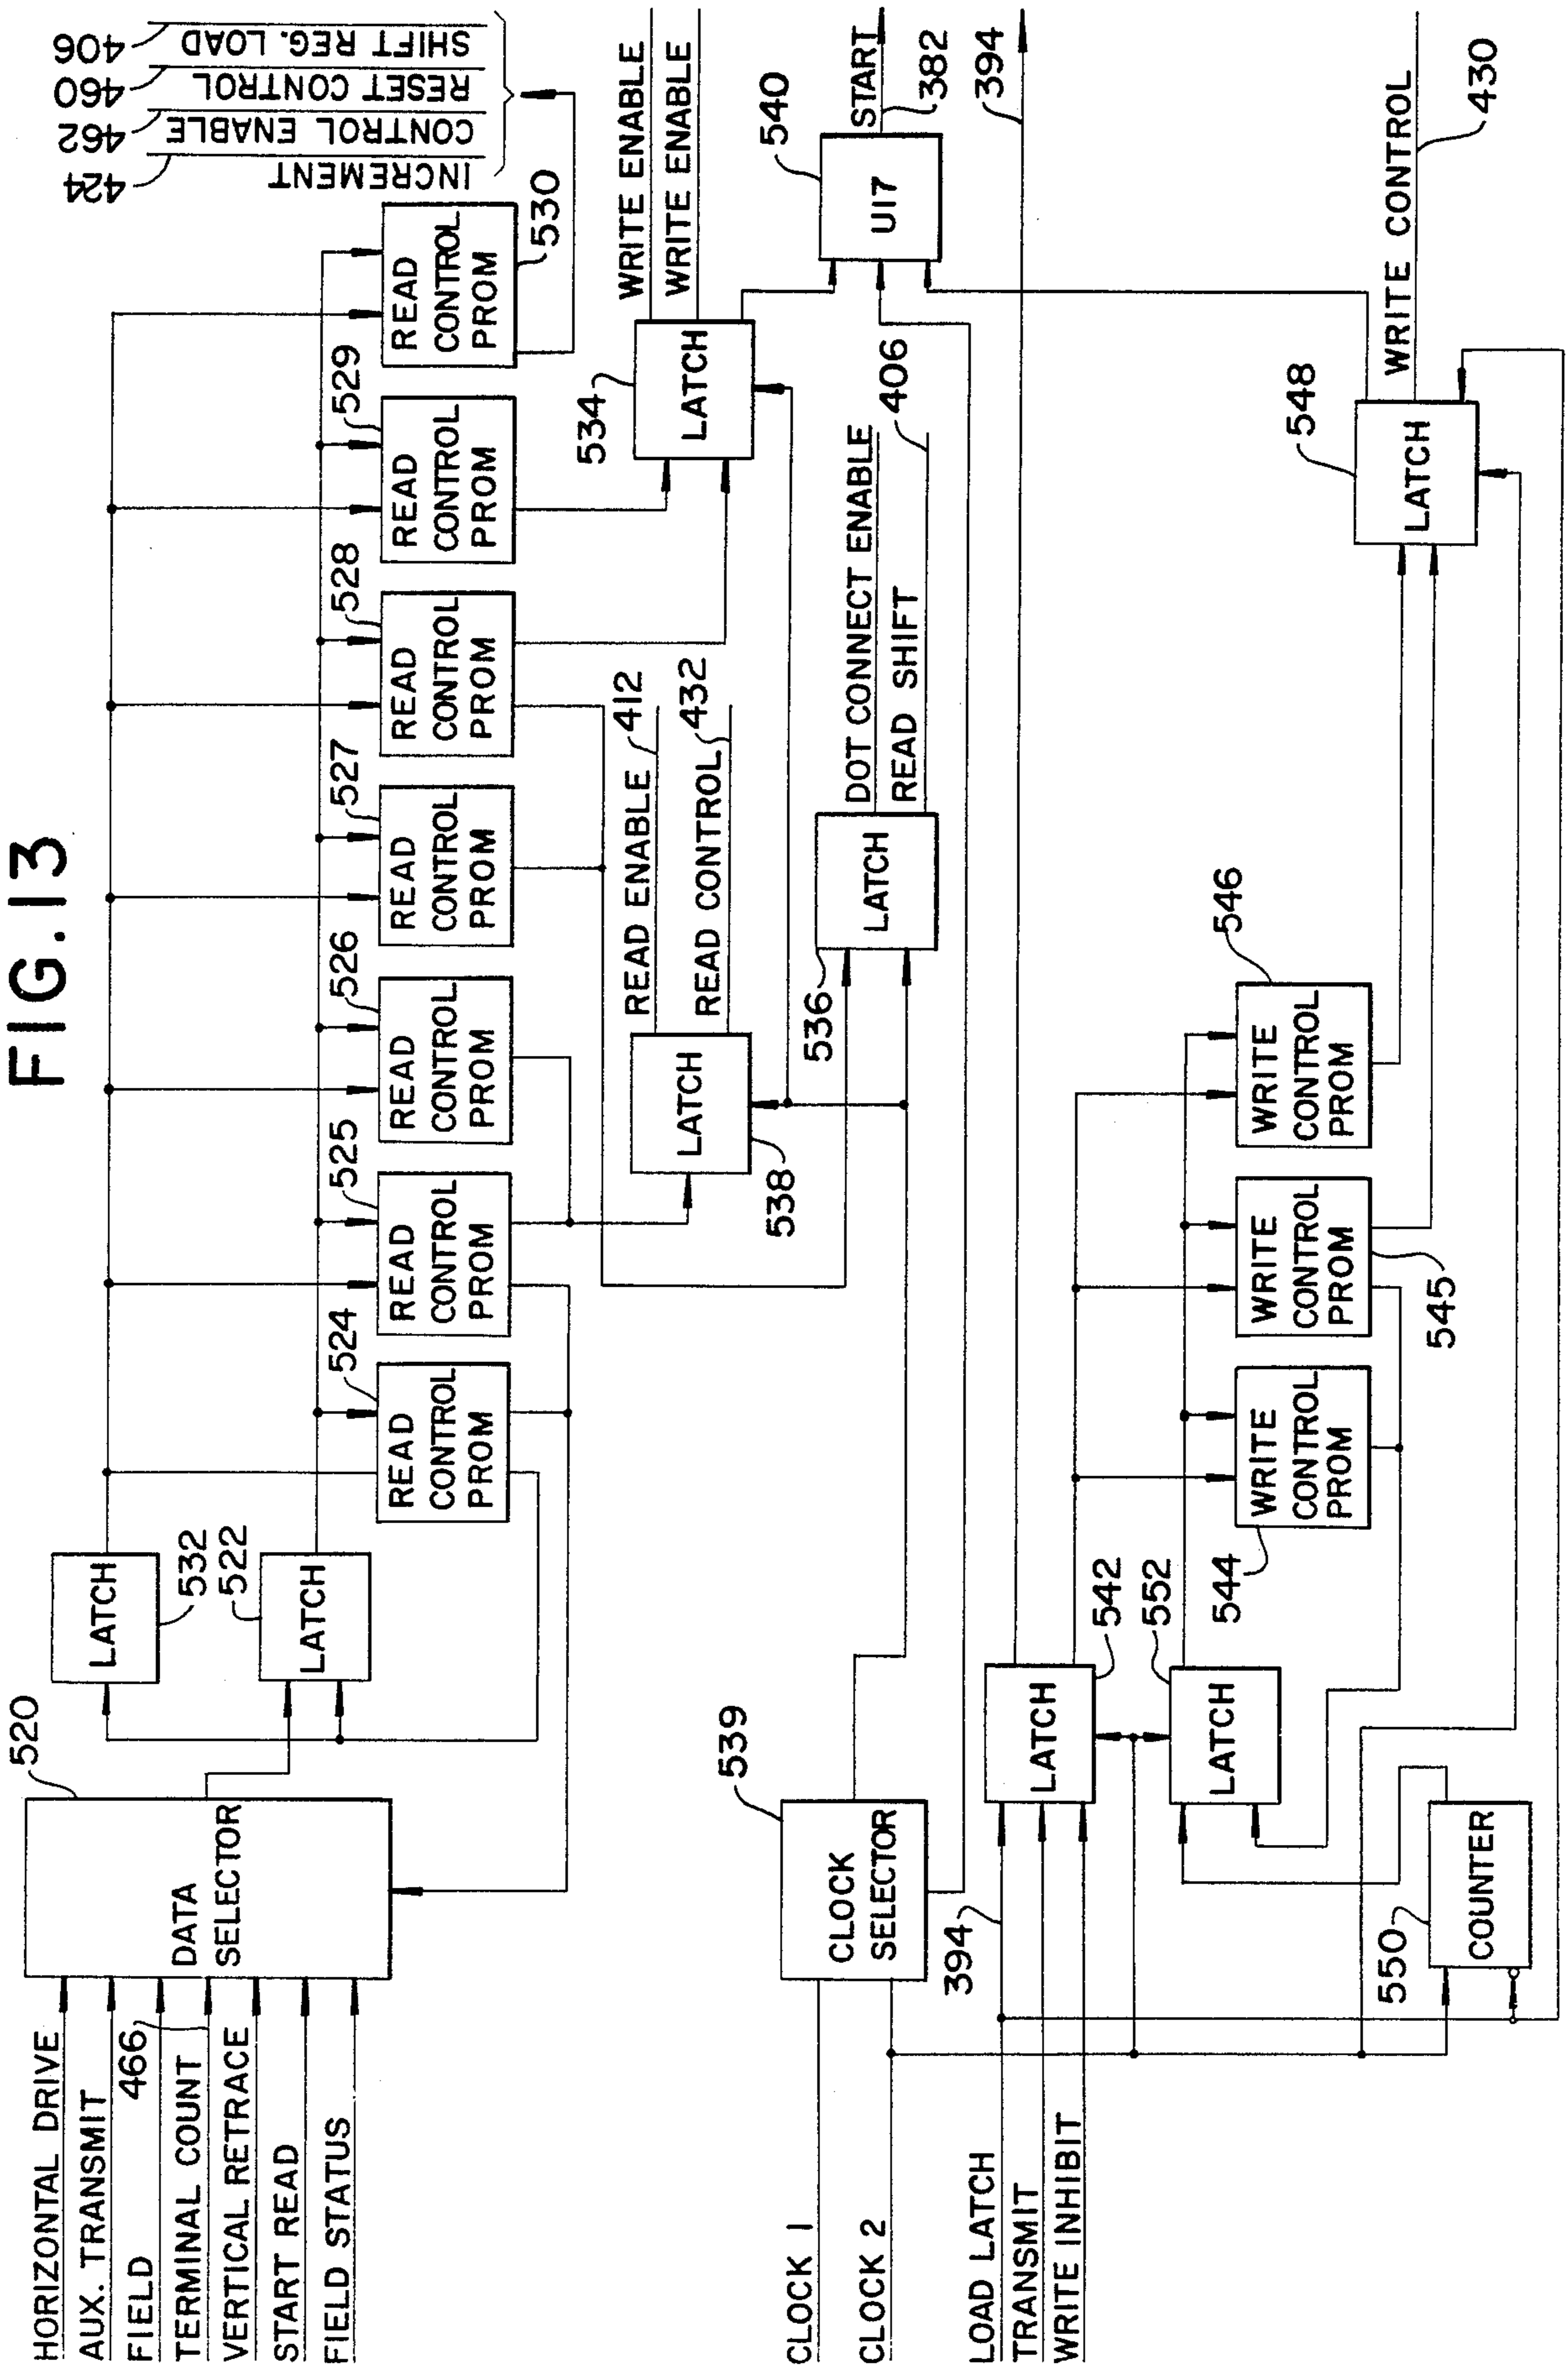 FIG.13
HORIZONTAL DRIVE
AUX. TRANSMIT
FIELD
466
TERMINAL COUNT
VERTICAL RETRACE
START READ
FIELD STATUS
520
DATA
SELECTOR
LATCH
532
522
LATCH
524
READ
CONTROL
PROM
525
READ
CONTROL
PROM
526
READ
CONTROL
PROM
527
READ
CONTROL
PROM
528
READ
CONTROL
PROM
529
READ
CONTROL
PROM
READ
CONTROL
PROM
530
424
INCREMENT
462
CONTROL ENABLE
460
RESET CONTROL
406
SHIFT REG. LOAD
LATCH
538
READ ENABLE
412
READ CONTROL
432
534
LATCH
WRITE ENABLE
WRITE ENABLE
536
LATCH
DOT CONNECT ENABLE
READ SHIFT
406
540
U17
START
382
394
CLOCK 1
CLOCK 2
539
CLOCK
SELECTOR
LOAD LATCH
TRANSMIT
WRITE INHIBIT
394
LATCH
542
552
LATCH
550
COUNTER
544
WRITE
CONTROL
PROM
545
WRITE
CONTROL
PROM
546
WRITE
CONTROL
PROM
548
LATCH
WRITE CONTROL
430